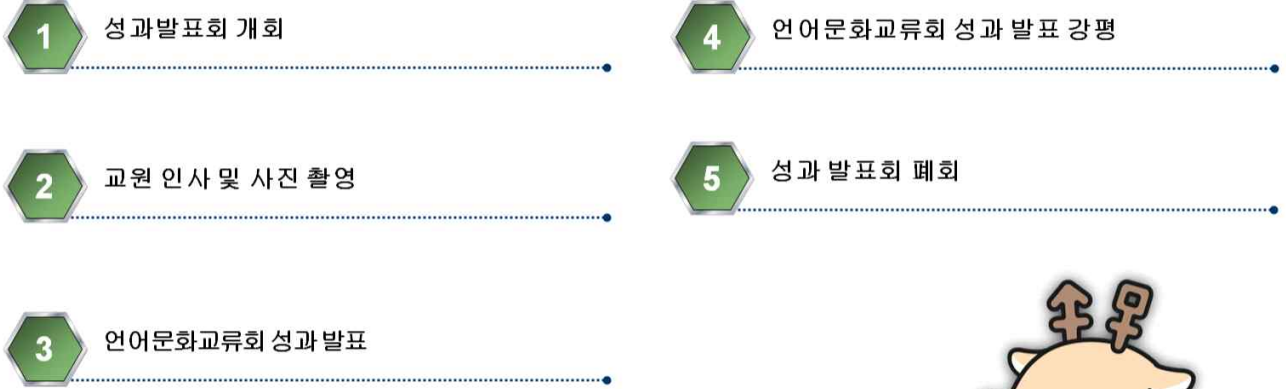 1 성과발표회 개회
2 교원 인사 및 사진 촬영
3 언어문화교류회 성과 발표
4 언어문화교류회 성과 발표 강평
5 성과 발표회 폐회